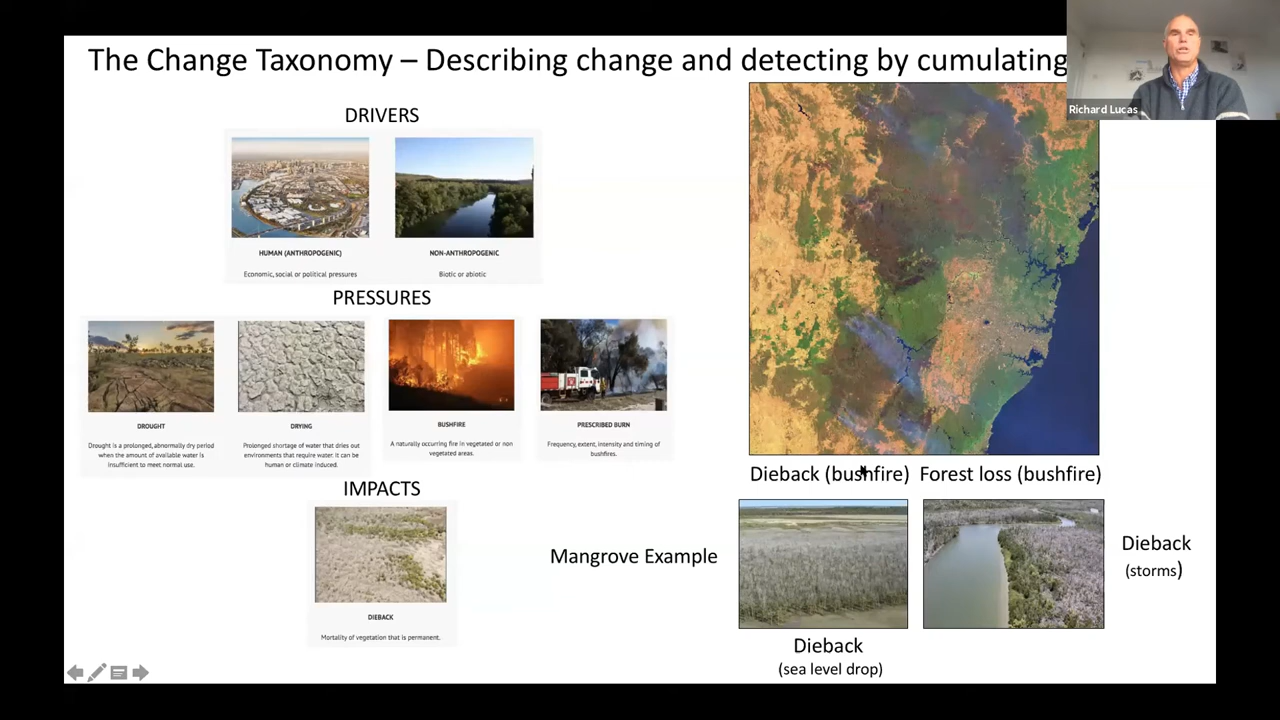 The Change Taxonomy – Describing change and detecting by cumulating
Richard Lucas
DRIVERS
HUMAN (ANTHROPOGENIC)
Economic, social or political pressures
NON-ANTHROPOGENIC
Biotic or abiotic
PRESSURES
DROUGHT
Drought is a prolonged, abnormally dry period
when the amount of available water is
insufficient to meet normal use.
DRYING
Prolonged shortage of water that dries out
environments that require water. It can be
human or climate induced.
BUSHFIRE
A naturally occurring fire in vegetated or non
vegetated areas.
PRESCRIBED BURN
Frequency, extent, intensity and timing of
bushfires.
IMPACTS
DIEBACK
Mortality of vegetation that is permanent.
Dieback (bushfire)
Forest loss (bushfire)
Mangrove Example
Dieback
(storms)
Dieback
(sea level drop)